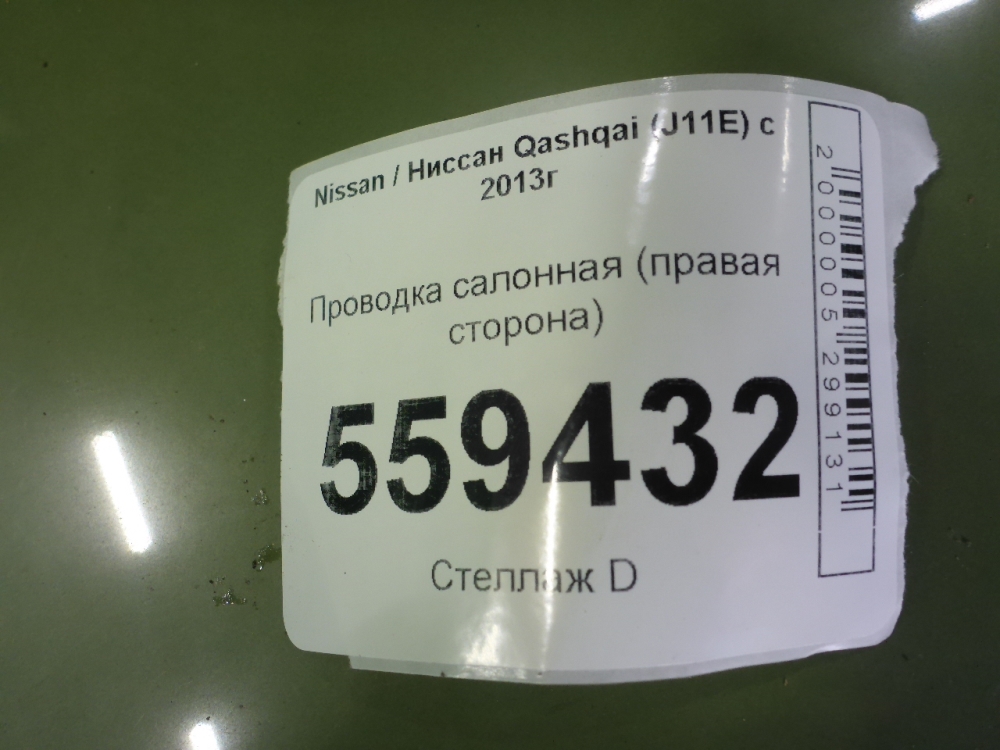 Nissan / Ниссан Qashqai (J11E) с
2013г
Проводка салонная (правая
сторона)
559432
Стеллаж D
2000005299131